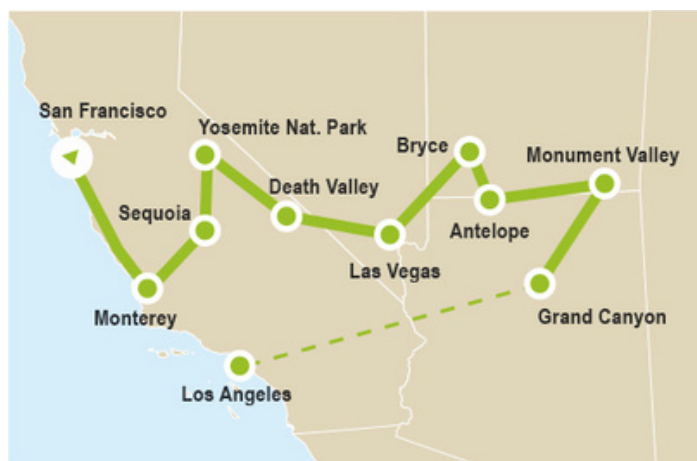 San Francisco
Yosemite Nat. Park
Bryce
Monument Valley
Death Valley
Sequoia
Antelope
Las Vegas
Monterey
Grand Canyon
Los Angeles